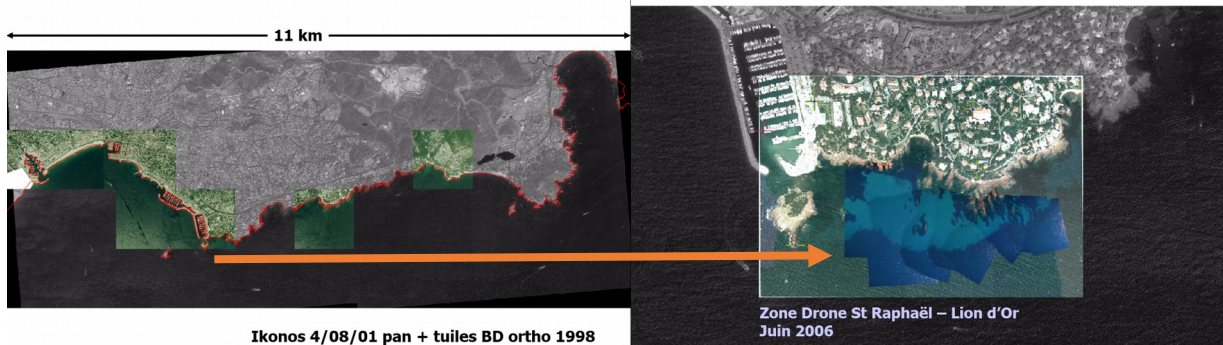 11 km
Ikonos 4/08/01 pan + tuiles BD ortho 1998
Zone Drone St Raphaël – Lion d’Or
Juin 2006